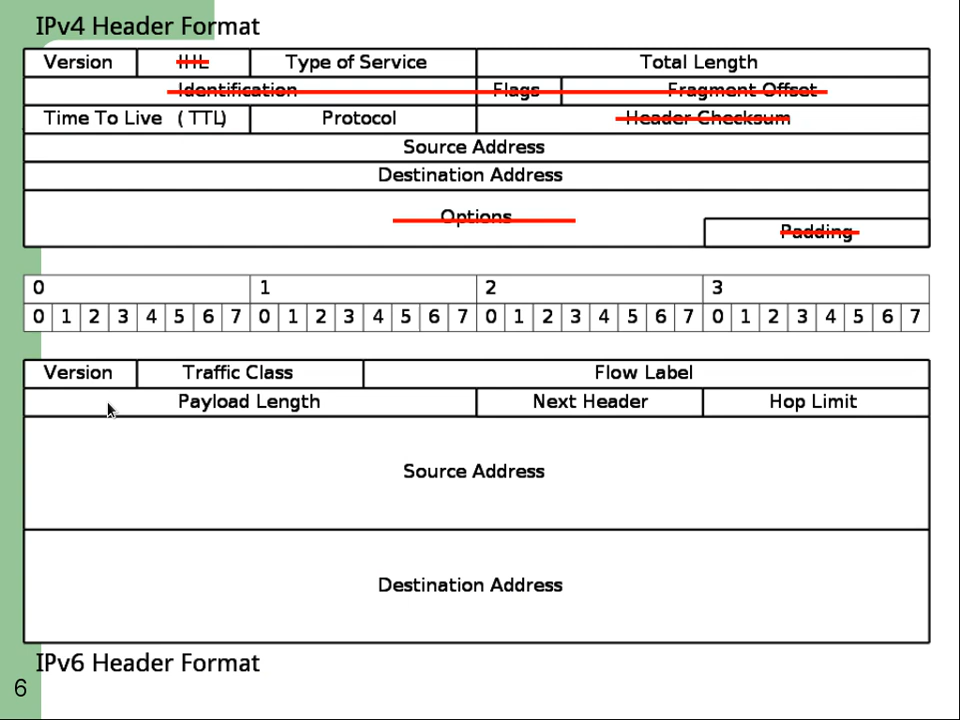 IPv4 Header Format
Version IHL Type of Service Total Length
Identification Flags Fragment Offset
Time To Live ( TTL) Protocol Header Checksum
Source Address
Destination Address
Options
Padding
0 1 2 3
0 1 2 3 4 5 6 7 0 1 2 3 4 5 6 7 0 1 2 3 4 5 6 7 0 1 2 3 4 5 6 7
Version Traffic Class Flow Label
Payload Length Next Header Hop Limit
Source Address
Destination Address
IPv6 Header Format
6